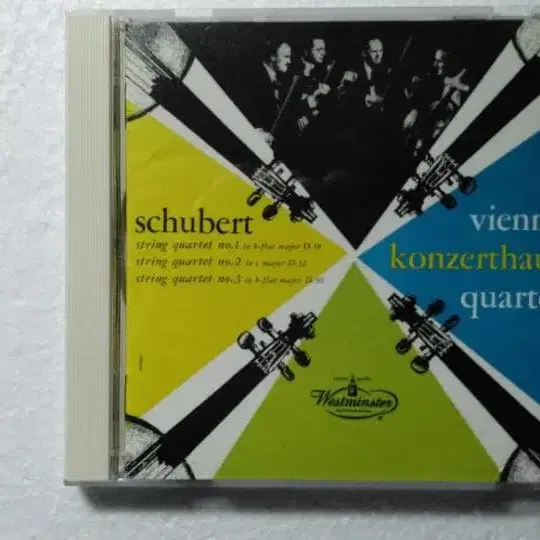 schubert
string quartet no.1 in b-flat major D 18
string quartet no.2 in c major D 32
string quartet no.3 in b-flat major D
vienn
konzerthau
quarte
Westminster